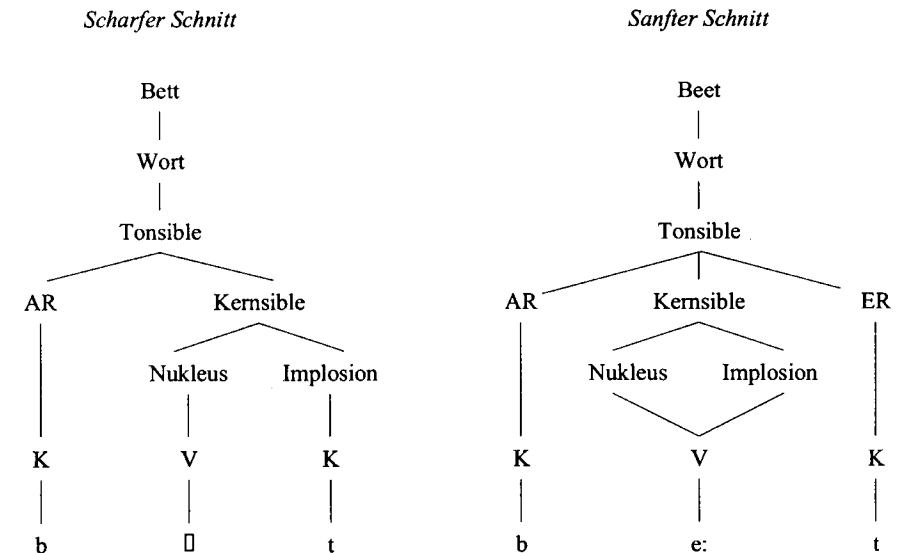 Scharfer Schnitt Sanfter Schnitt
Bett Beet
Wort Wort
Tonsible Tonsible
AR Kernsible AR Kernsible ER
Nukleus Implosion Nukleus Implosion
K V K K V K
b ▯ t b e: t